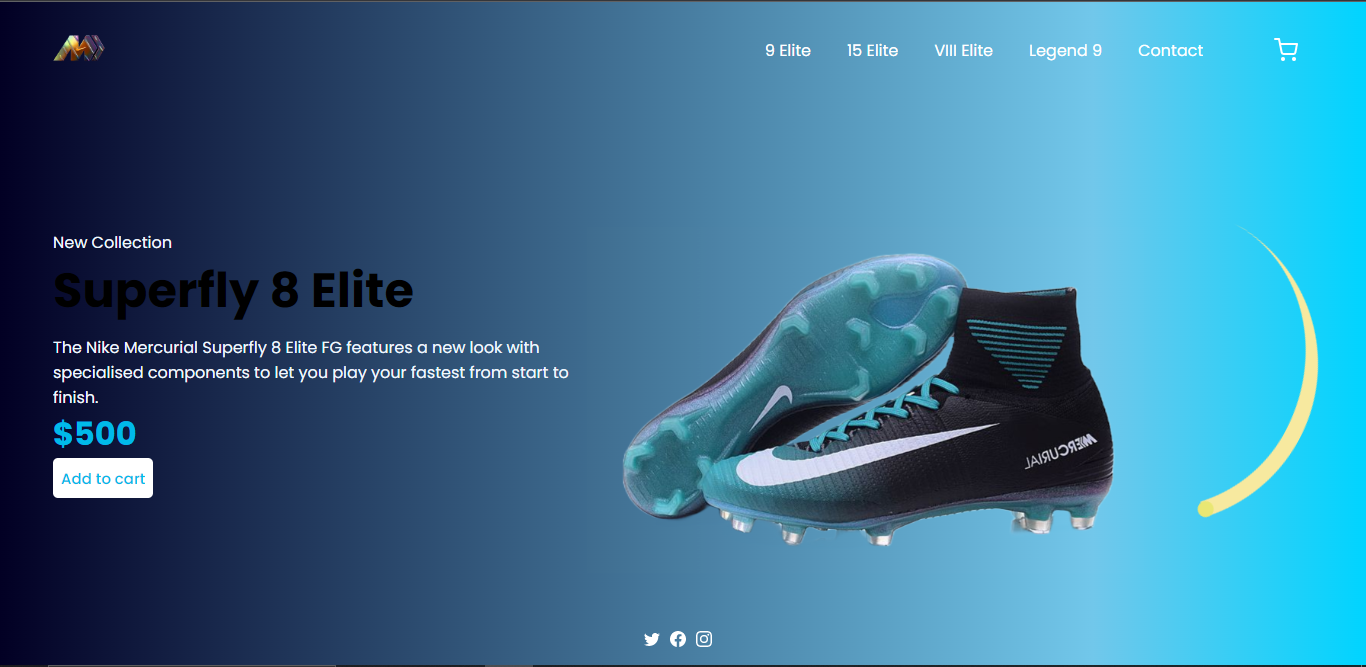 9 Elite 15 Elite VIII Elite Legend 9 Contact
New Collection
Superfly 8 Elite
The Nike Mercurial Superfly 8 Elite FG features a new look with
specialised components to let you play your fastest from start to
finish.
$500
Add to cart
MERCURIAL